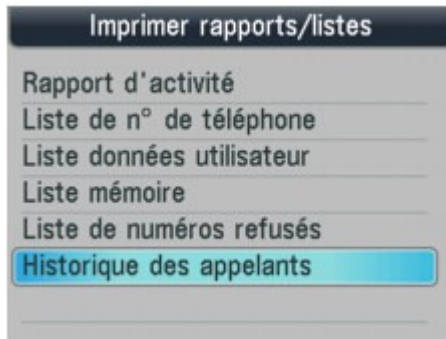 Imprimer rapports/listes
Rapport d'activité
Liste de n° de téléphone
Liste données utilisateur
Liste mémoire
Liste de numéros refusés
Historique des appelants